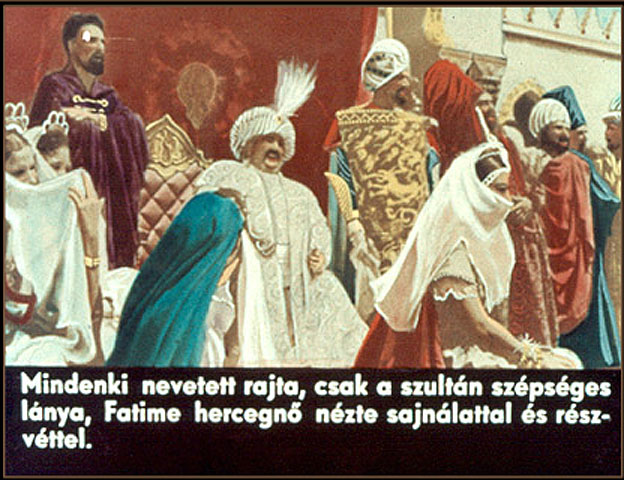 Mindenki nevetett rajta, csak a szultán szépséges
lánya, Fatime hercegnő nézte sajnálattal és rész-
véttel.